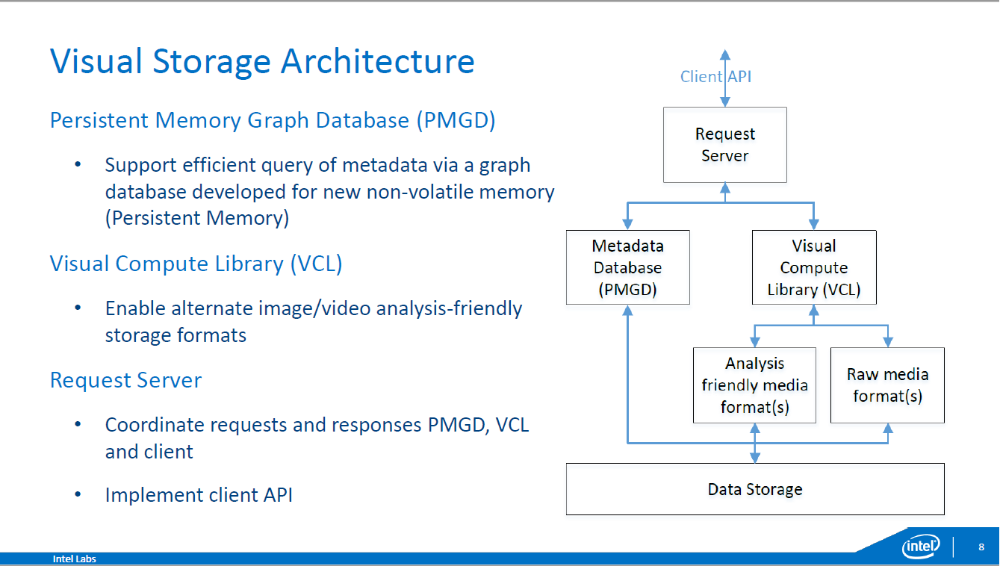 Visual Storage Architecture
Persistent Memory Graph Database (PMGD)
• Support efficient query of metadata via a graph
database developed for new non-volatile memory
(Persistent Memory)
Visual Compute Library (VCL)
• Enable alternate image/video analysis-friendly
storage formats
Request Server
• Coordinate requests and responses PMGD, VCL
and client
• Implement client API
Client API
Request
Server
Metadata
Database
(PMGD)
Visual
Compute
Library (VCL)
Analysis
friendly media
format(s)
Raw media
format(s)
Data Storage
Intel Labs
intel
8